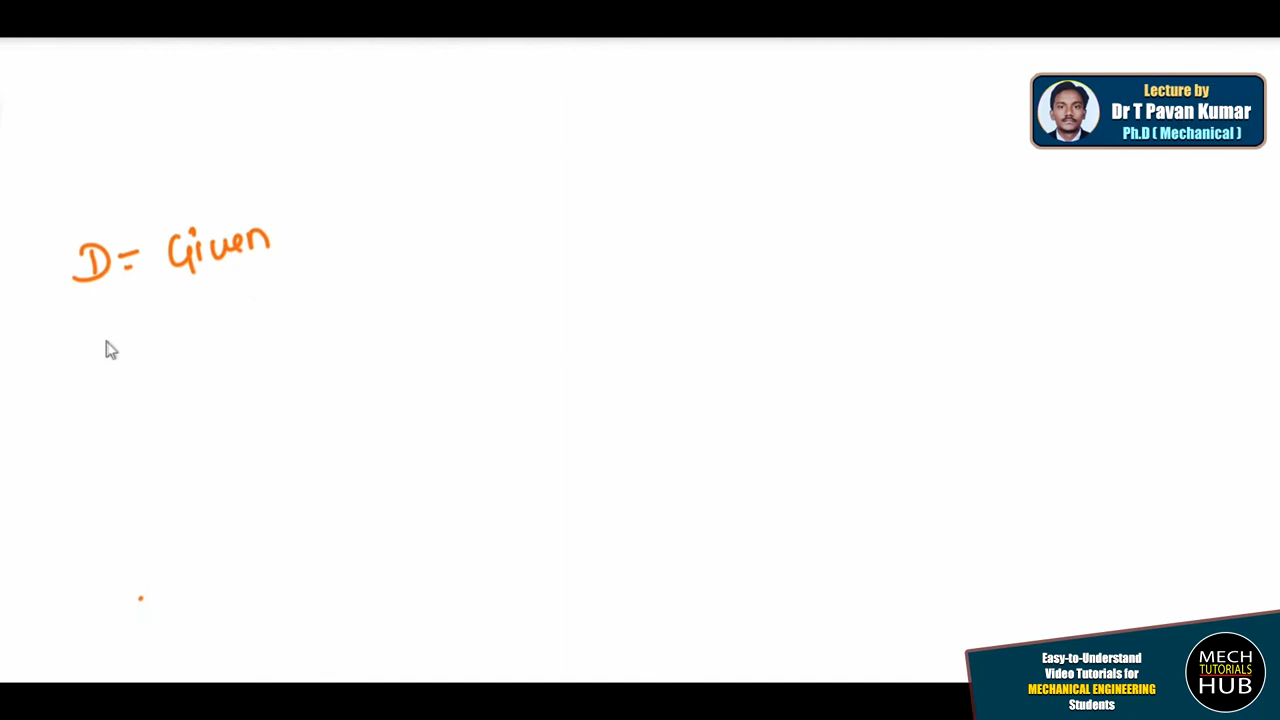 Lecture by
Dr T Pavan Kumar
Ph.D ( Mechanical )
D= Given
Easy-to-Understand
Video Tutorials for
MECHANICAL ENGINEERING
Students
MECH
TUTORIALS
HUB